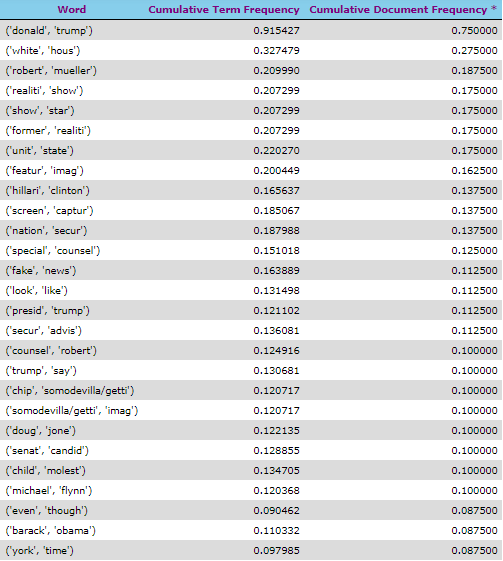 Word Cumulative Term Frequency Cumulative Document Frequency *
('donald', 'trump') 0.915427 0.750000
('white', 'hous') 0.327479 0.275000
('robert', 'mueller') 0.209990 0.187500
('realiti', 'show') 0.207299 0.175000
('show', 'star') 0.207299 0.175000
('former', 'realiti') 0.207299 0.175000
('unit', 'state') 0.220270 0.175000
('featur', 'imag') 0.200449 0.162500
('hillari', 'clinton') 0.165637 0.137500
('screen', 'captur') 0.185067 0.137500
('nation', 'secur') 0.187988 0.137500
('special', 'counsel') 0.151018 0.125000
('fake', 'news') 0.163889 0.112500
('look', 'like') 0.131498 0.112500
('presid', 'trump') 0.121102 0.112500
('secur', 'advis') 0.136081 0.112500
('counsel', 'robert') 0.124916 0.100000
('trump', 'say') 0.130681 0.100000
('chip', 'somodevilla/getti') 0.120717 0.100000
('somodevilla/getti', 'imag') 0.120717 0.100000
('doug', 'jone') 0.122135 0.100000
('senat', 'candid') 0.128855 0.100000
('child', 'molest') 0.134705 0.100000
('michael', 'flynn') 0.120368 0.100000
('even', 'though') 0.090462 0.087500
('barack', 'obama') 0.110332 0.087500
('york', 'time') 0.097985 0.087500